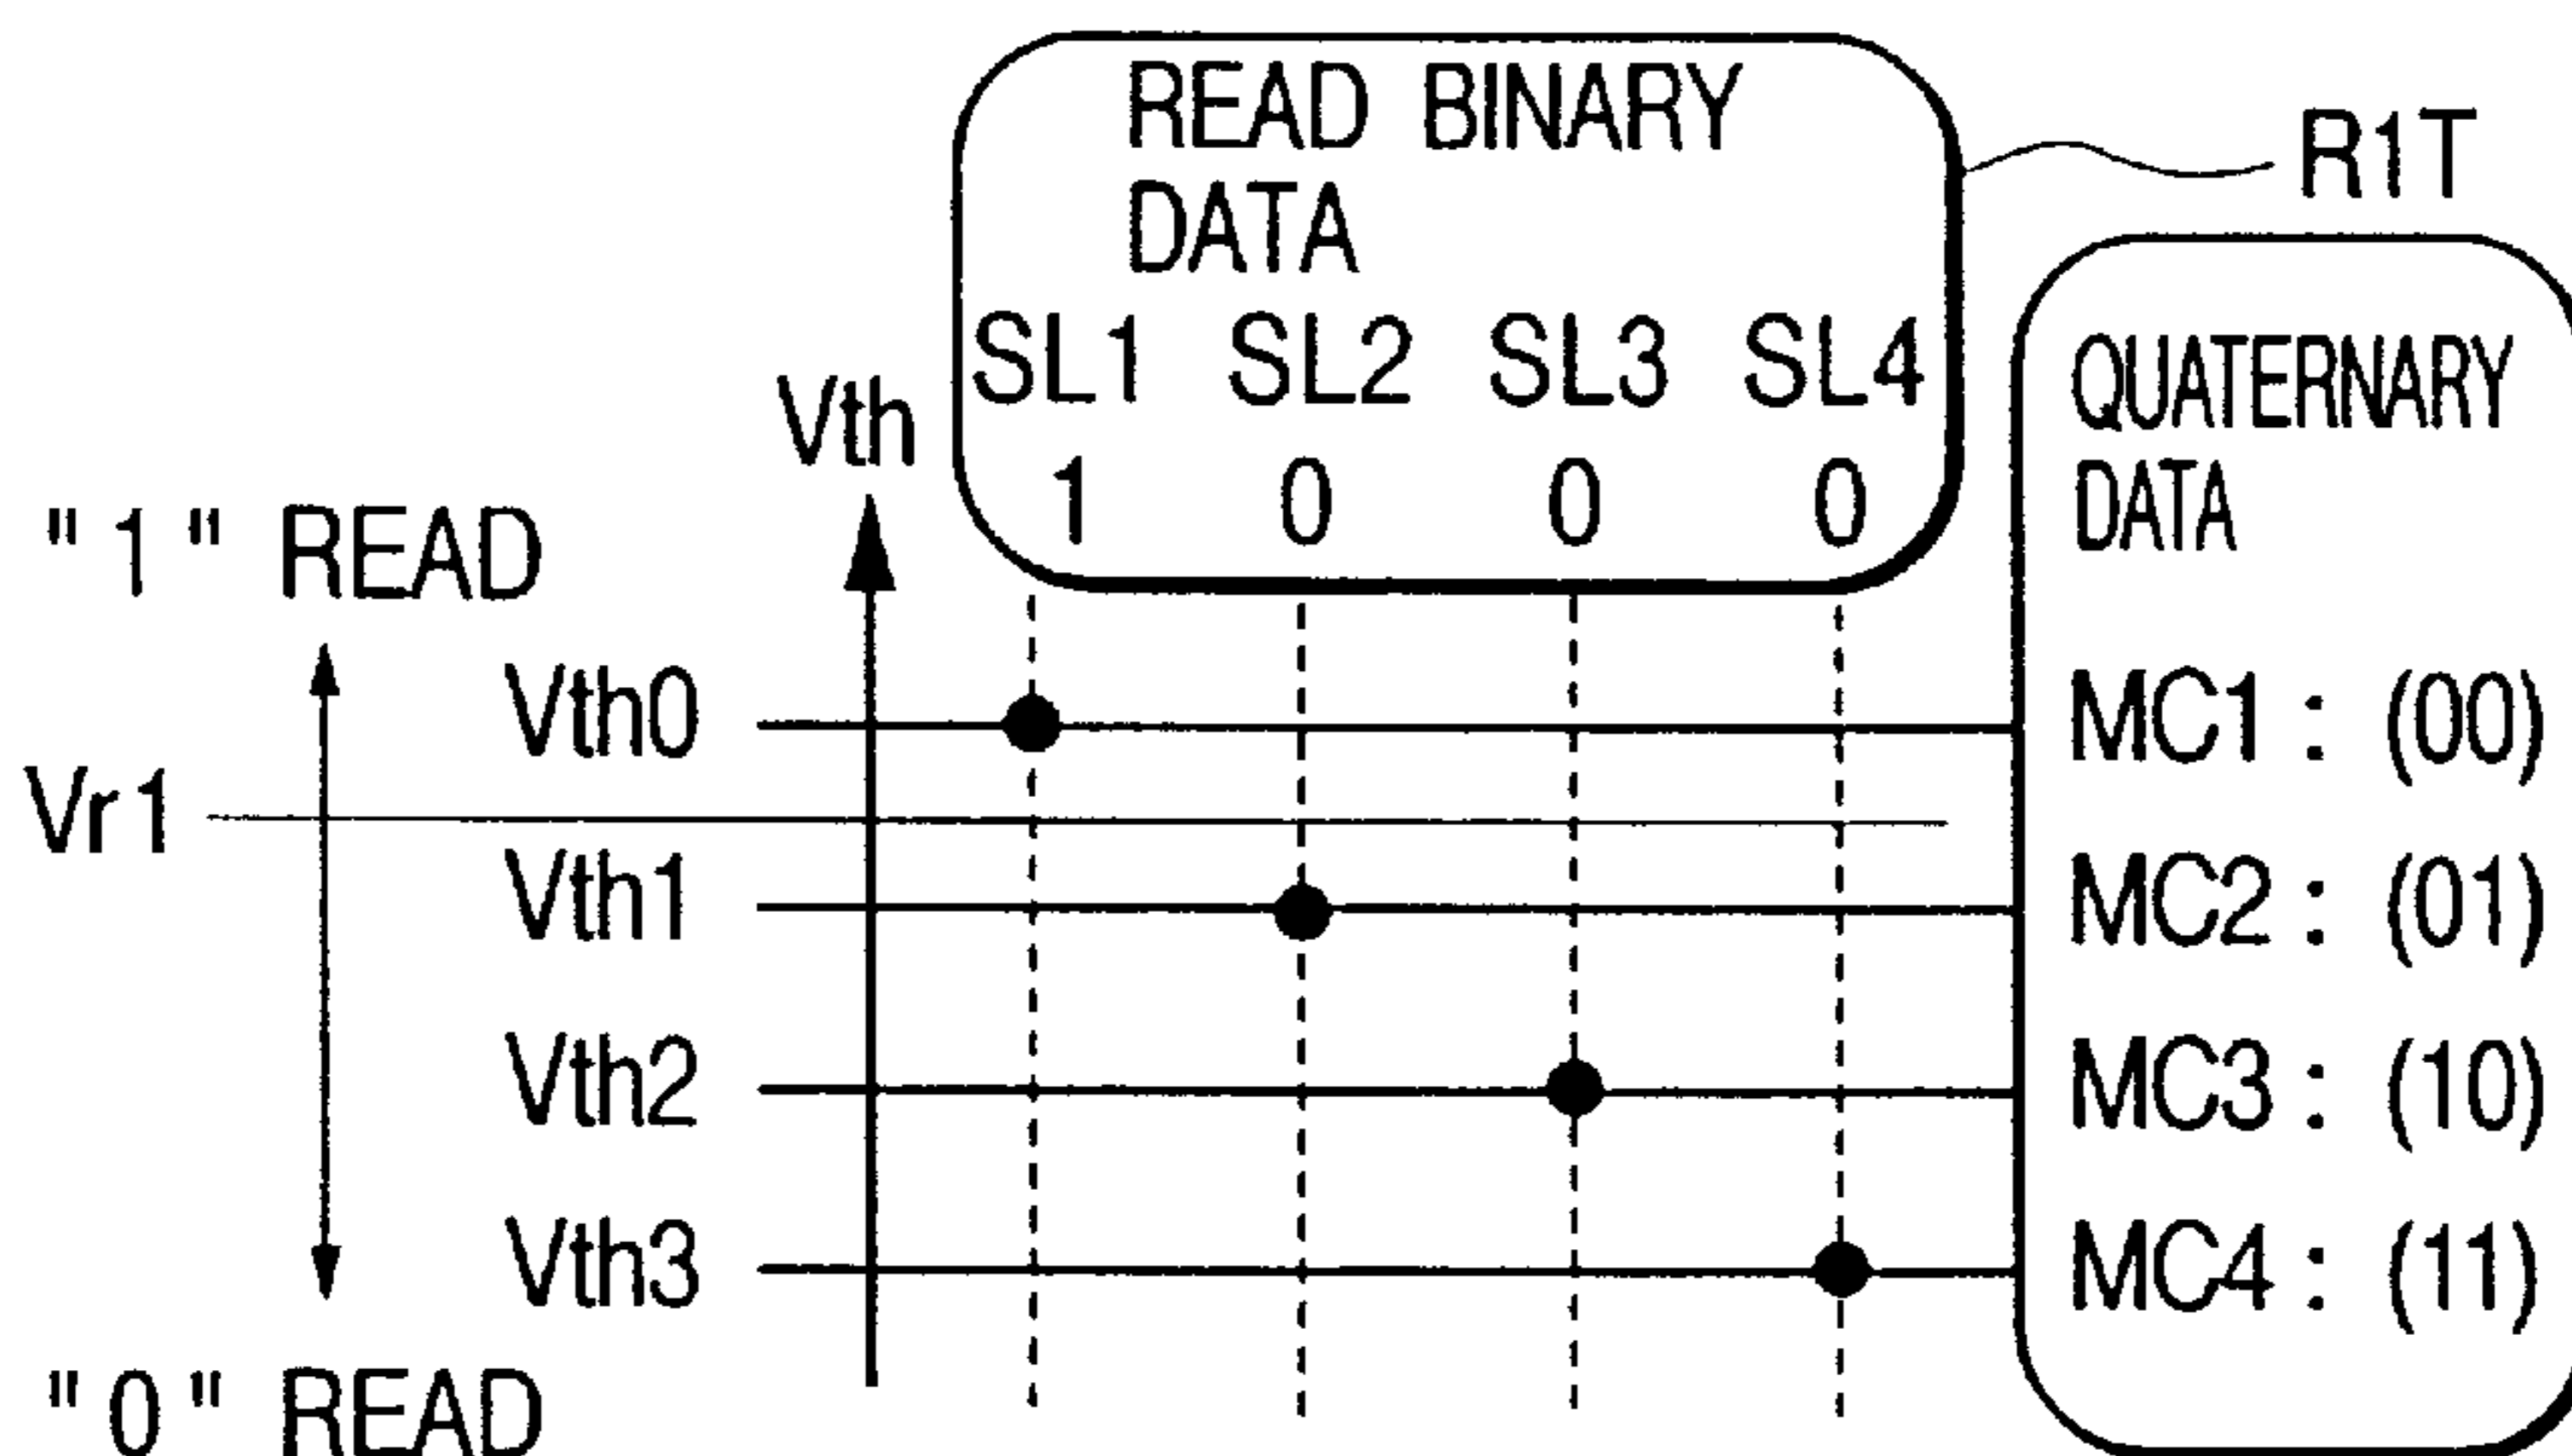 READ BINARY
DATA
R1T
SL1 SL2 SL3 SL4
1 0 0 0
Vth
QUATERNARY
DATA
"1" READ
Vth0
MC1 : (00)
Vr1
Vth1
MC2 : (01)
Vth2
MC3 : (10)
Vth3
MC4 : (11)
"0" READ